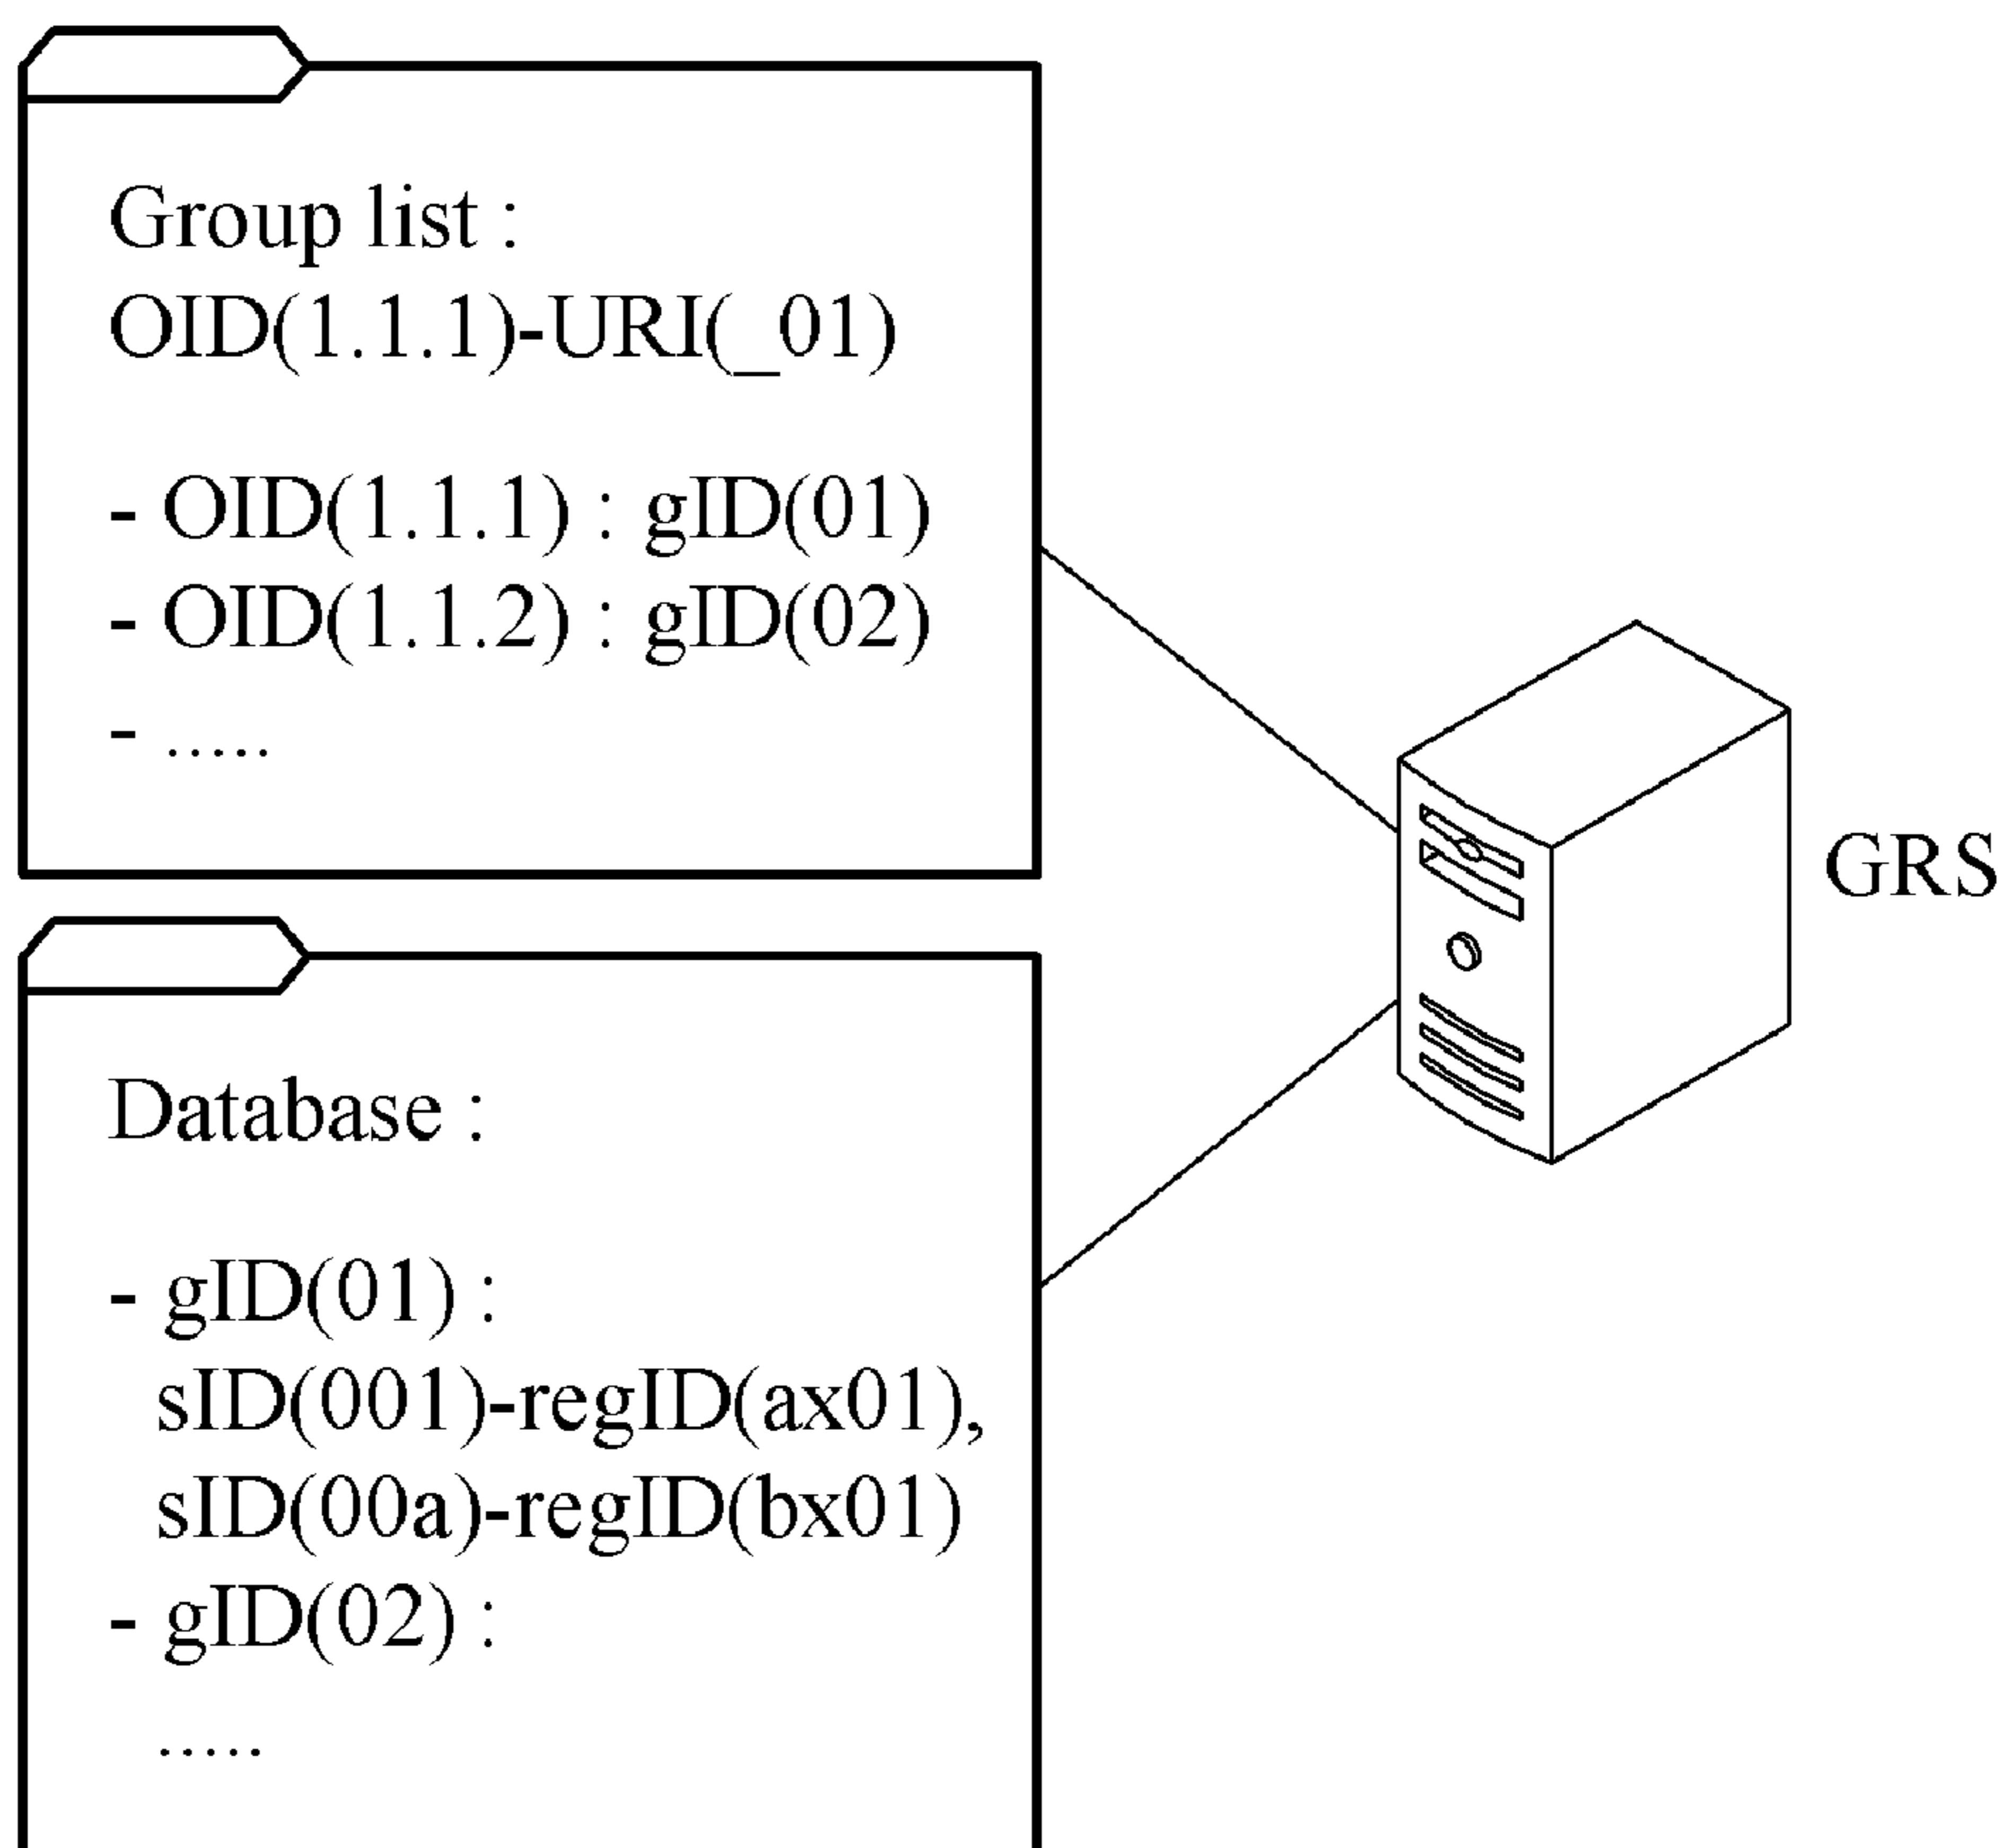 Group list :
OID(1.1.1)-URI(_01)
- OID(1.1.1) : gID(01)
- OID(1.1.2) : gID(02)
- .....
GRS
Database :
- gID(01) :
sID(001)-regID(ax01),
sID(00a)-regID(bx01)
- gID(02) :
.....